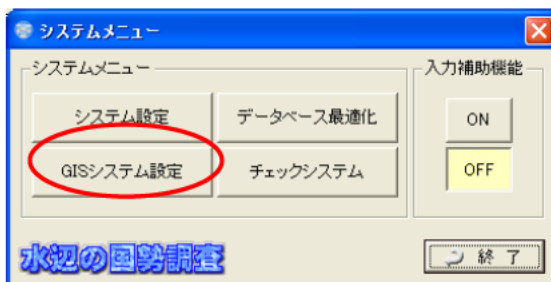 システムメニュー
システムメニュー
入力補助機能
システム設定
データベース最適化
ON
GISシステム設定
チェックシステム
OFF
水辺の国勢調査
終 了